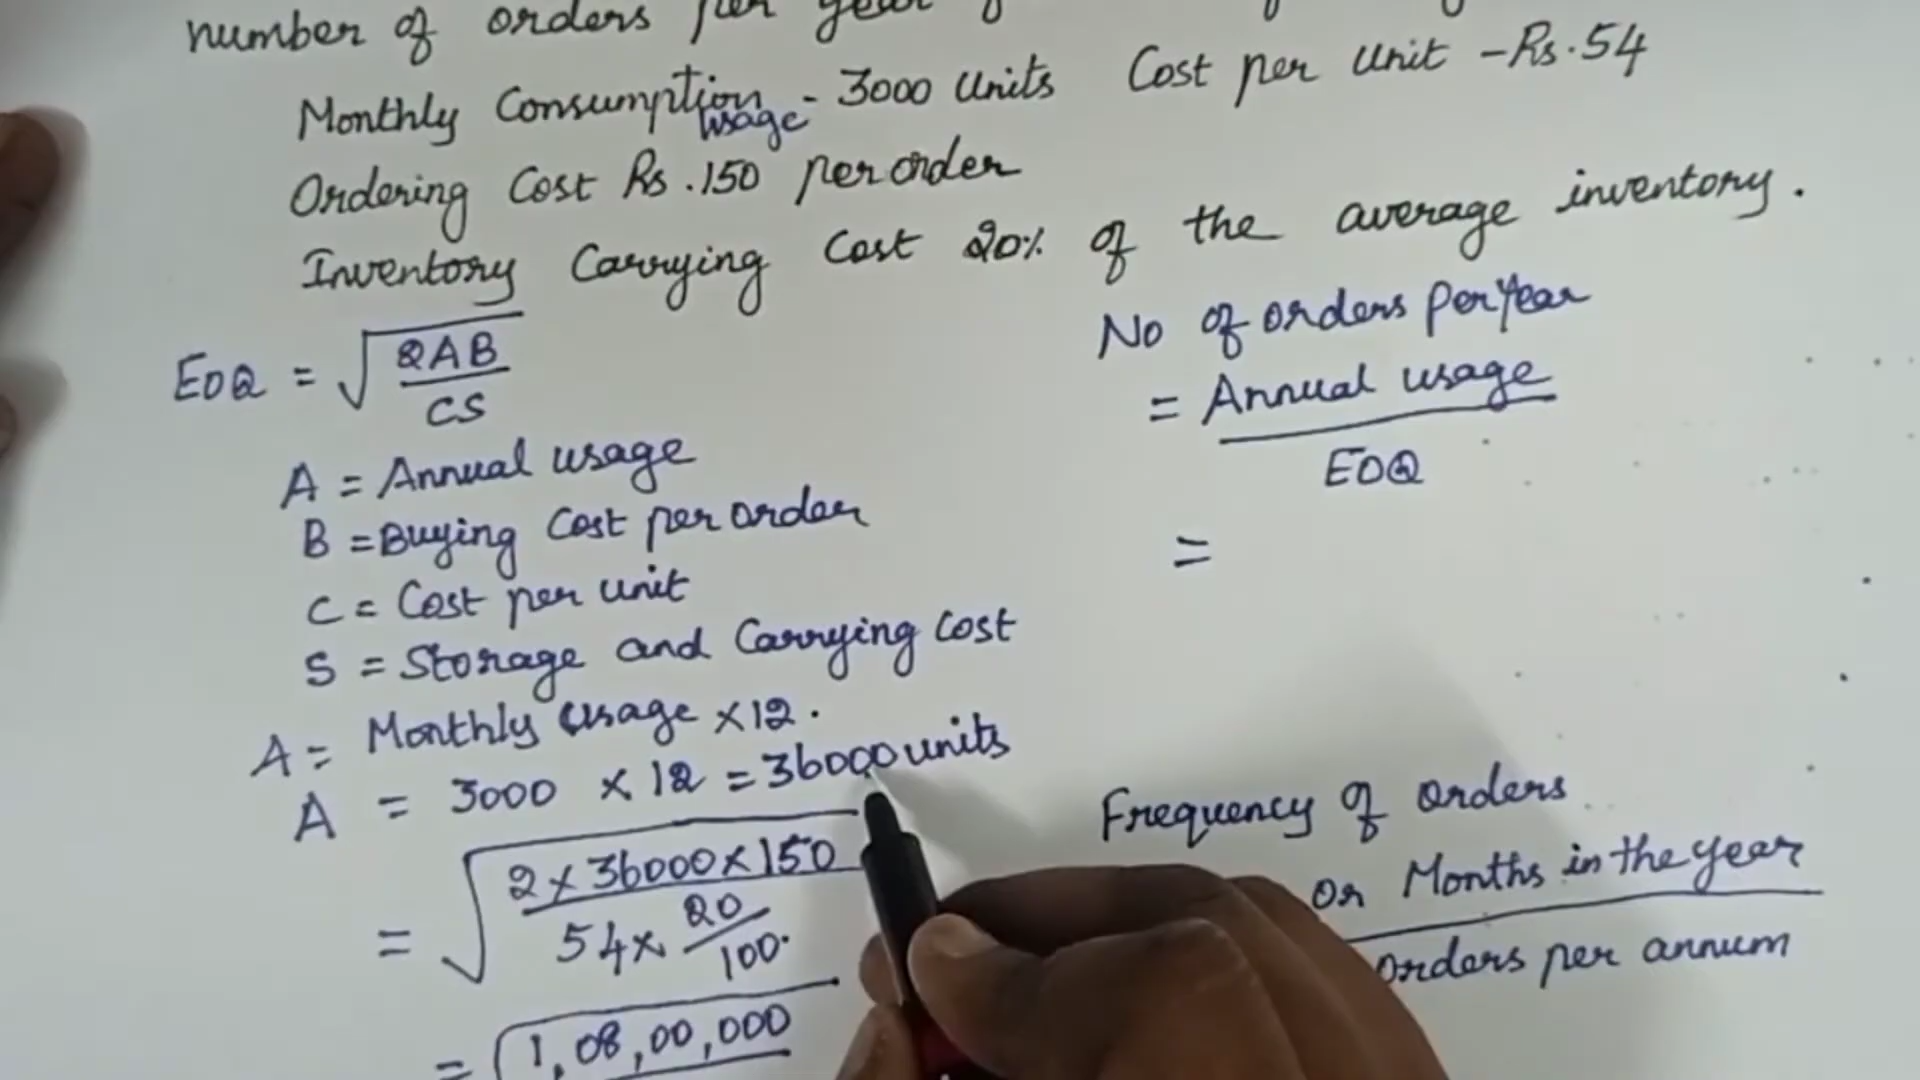 number of orders per year
Monthly Consumption - 3000 Units Cost per Unit - Rs.54
usage
Ordering Cost Rs.150 per order
Inventory Carrying Cost 20% of the average inventory.
EOQ = √2AB
CS
A = Annual usage
B = Buying Cost per order
C = Cost per unit
S = Storage and Carrying Cost
A = Monthly usage ×12.
A = 3000 × 12 = 36000 units
= √2 × 36000 × 150
54 × 20
100.
= √1,08,00,000
No of orders Per Year
= Annual usage
EOQ
=
Frequency of orders
or Months in the year
orders per annum